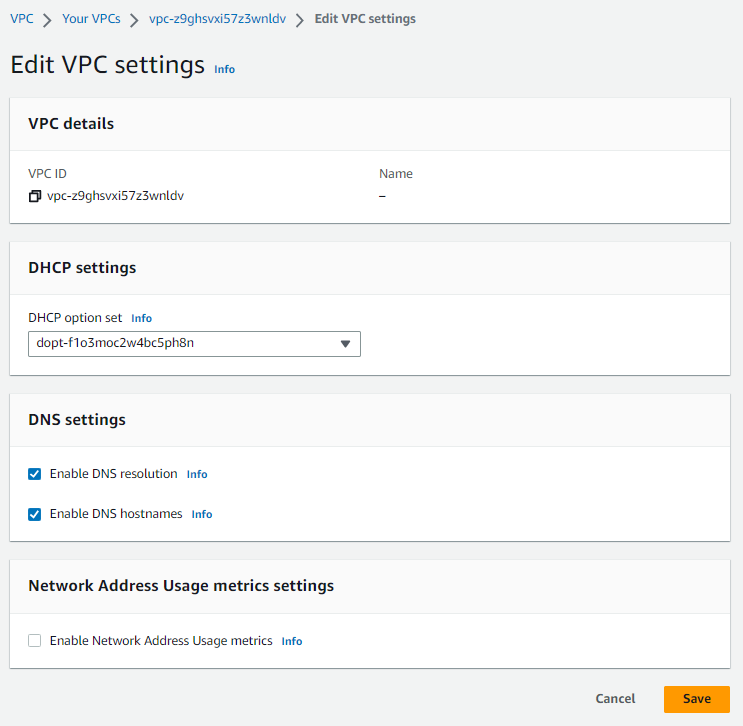 VPC > Your VPCs > vpc-z9ghsvxi57z3wnldv > Edit VPC settings
Edit VPC settings Info
VPC details
VPC ID Name
vpc-z9ghsvxi57z3wnldv –
DHCP settings
DHCP option set Info
dopt-f1o3moc2w4bc5ph8n
DNS settings
Enable DNS resolution Info
Enable DNS hostnames Info
Network Address Usage metrics settings
Enable Network Address Usage metrics Info
Cancel Save